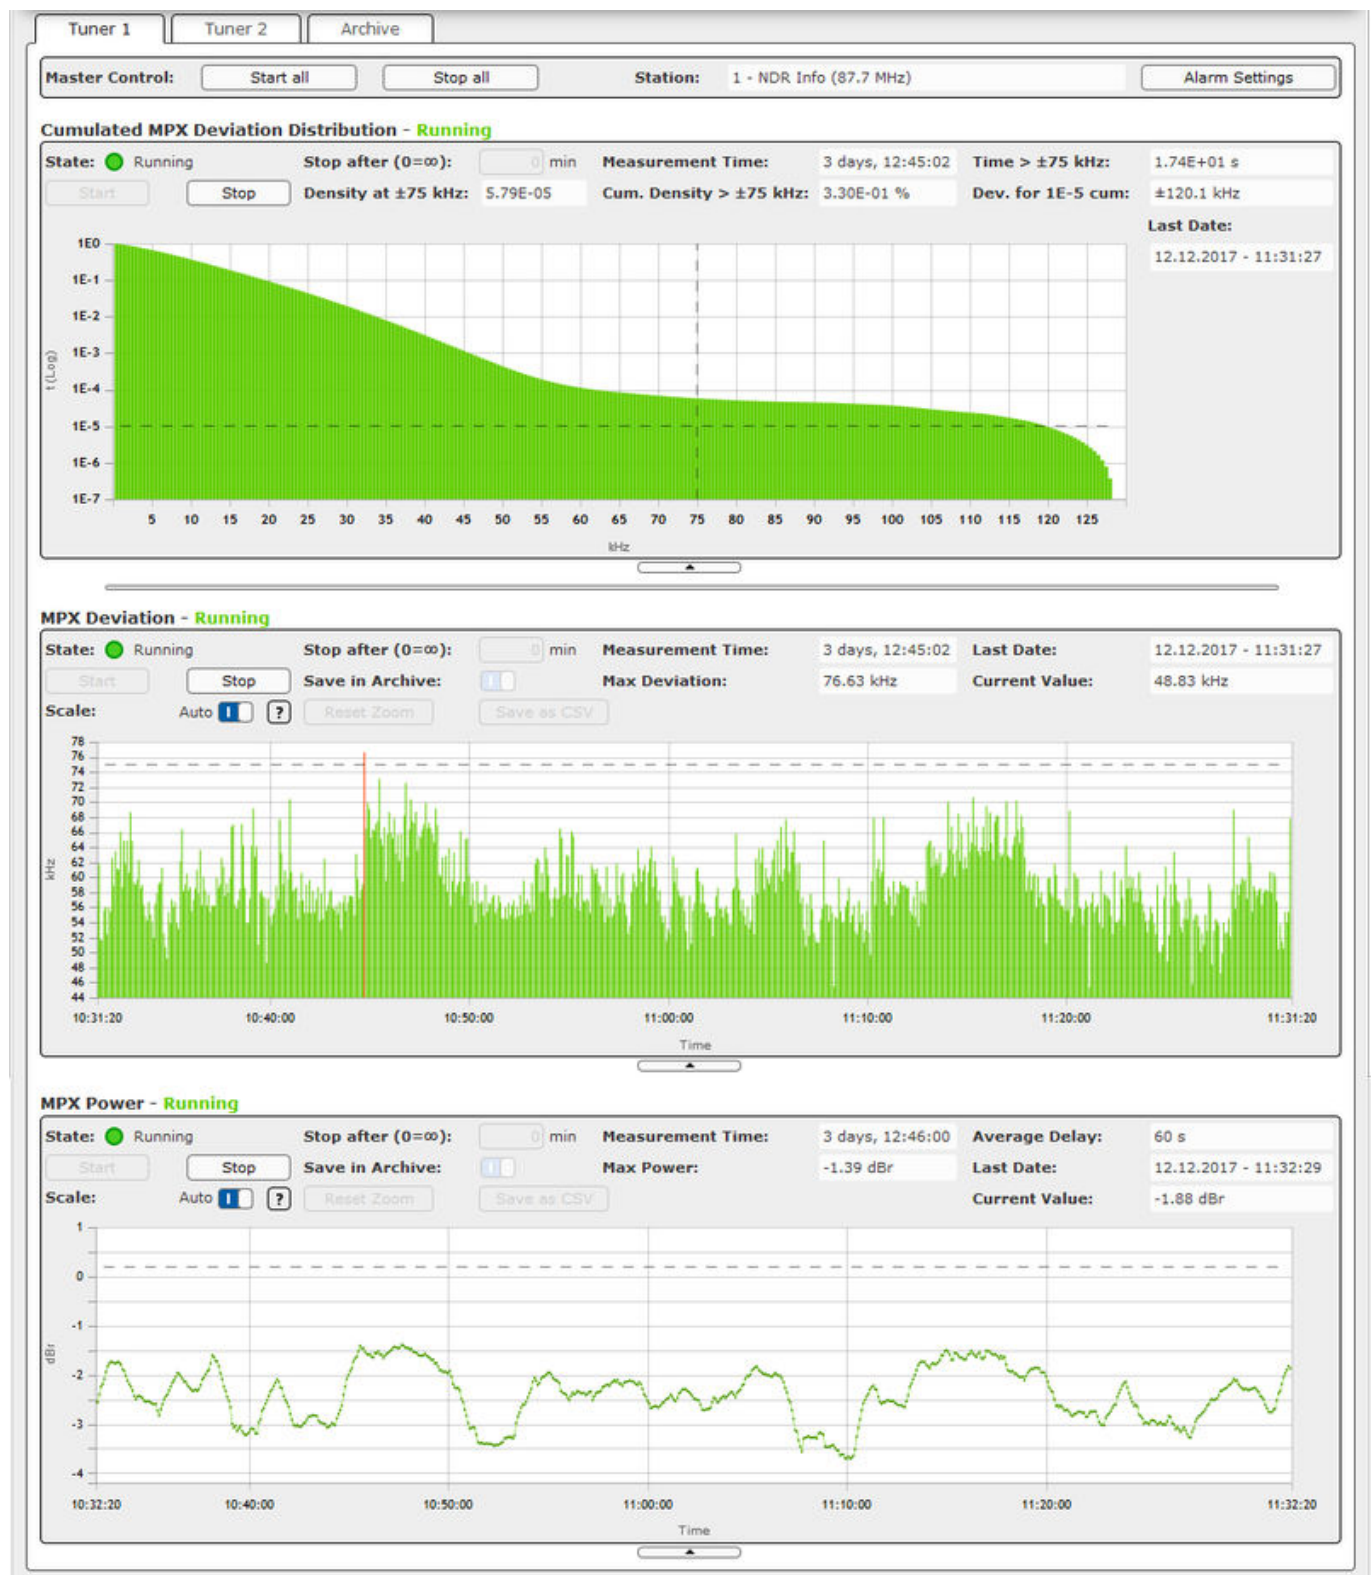 Tuner 1 Tuner 2 Archive
Master Control: Start all Stop all Station: 1 - NDR Info (87.7 MHz) Alarm Settings
Cumulated MPX Deviation Distribution - Running
State: Running Stop after (0=∞): 0 min Measurement Time: 3 days, 12:45:02 Time > ±75 kHz: 1.74E+01 s
Start Stop Density at ±75 kHz: 5.79E-05 Cum. Density > ±75 kHz: 3.30E-01 % Dev. for 1E-5 cum: ±120.1 kHz
Last Date:
12.12.2017 - 11:31:27
1E0
1E-1
1E-2
1E-3
1E-4
1E-5
1E-6
1E-7
t (Log)
5 10 15 20 25 30 35 40 45 50 55 60 65 70 75 80 85 90 95 100 105 110 115 120 125
kHz
MPX Deviation - Running
State: Running Stop after (0=∞): 0 min Measurement Time: 3 days, 12:45:02 Last Date: 12.12.2017 - 11:31:27
Start Stop Save in Archive: Max Deviation: 76.63 kHz Current Value: 48.83 kHz
Scale: Auto ? Reset Zoom Save as CSV
78
76
74
72
70
68
66
64
62
60
58
56
54
52
50
48
46
44
kHz
10:31:20 10:40:00 10:50:00 11:00:00 11:10:00 11:20:00 11:31:20
Time
MPX Power - Running
State: Running Stop after (0=∞): 0 min Measurement Time: 3 days, 12:46:00 Average Delay: 60 s
Start Stop Save in Archive: Max Power: -1.39 dBr Last Date: 12.12.2017 - 11:32:29
Scale: Auto ? Reset Zoom Save as CSV Current Value: -1.88 dBr
1
0
-1
-2
-3
-4
dBr
10:32:20 10:40:00 10:50:00 11:00:00 11:10:00 11:20:00 11:32:20
Time